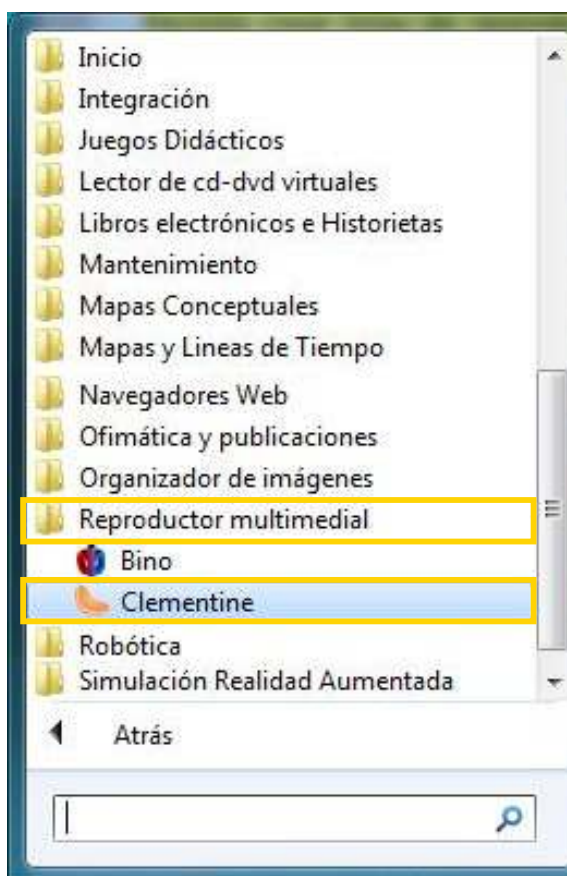 Inicio
Integración
Juegos Didácticos
Lector de cd-dvd virtuales
Libros electrónicos e Historietas
Mantenimiento
Mapas Conceptuales
Mapas y Lineas de Tiempo
Navegadores Web
Ofimática y publicaciones
Organizador de imágenes
Reproductor multimedial
Bino
Clementine
Robótica
Simulación Realidad Aumentada
Atrás